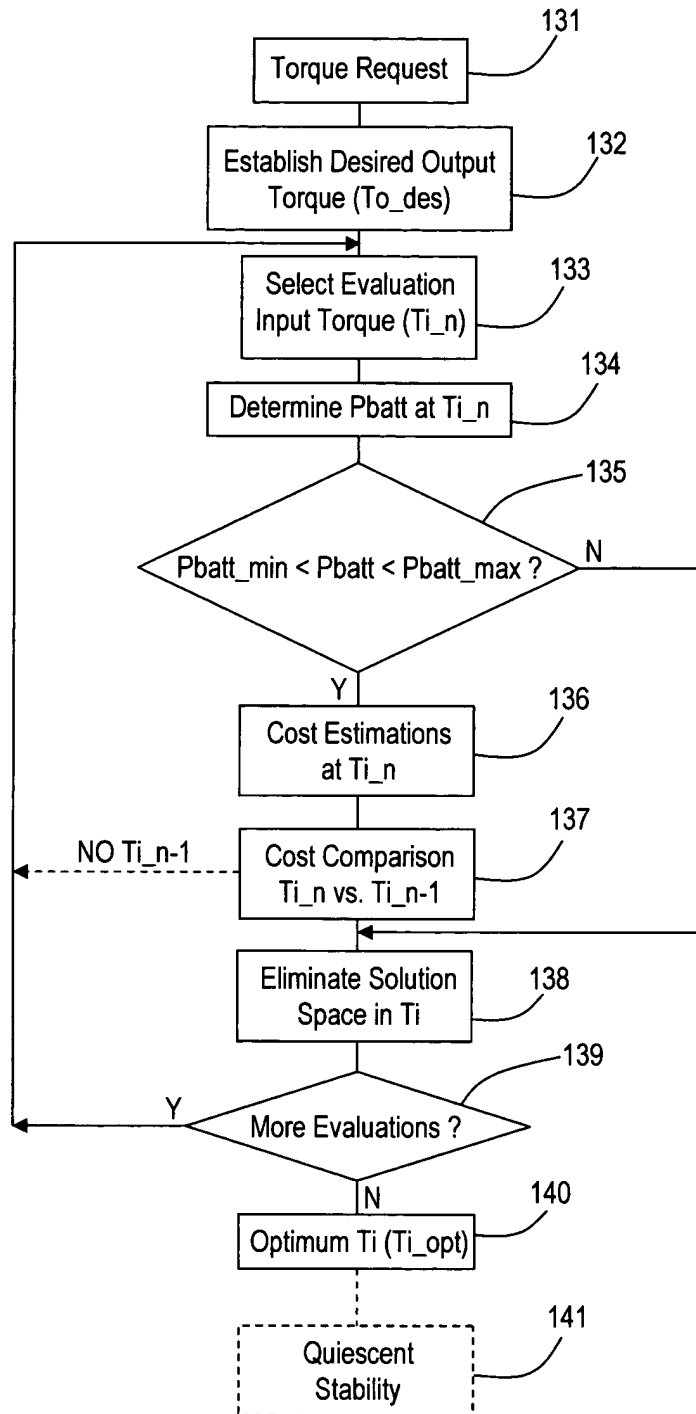 131
Torque Request
132
Establish Desired Output
Torque (To_des)
133
Select Evaluation
Input Torque (Ti_n)
134
Determine Pbatt at Ti_n
135
Pbatt_min < Pbatt < Pbatt_max ?
N
Y
136
Cost Estimations
at Ti_n
137
NO Ti_n-1
Cost Comparison
Ti_n vs. Ti_n-1
138
Eliminate Solution
Space in Ti
139
Y
More Evaluations ?
N
140
Optimum Ti (Ti_opt)
141
Quiescent
Stability